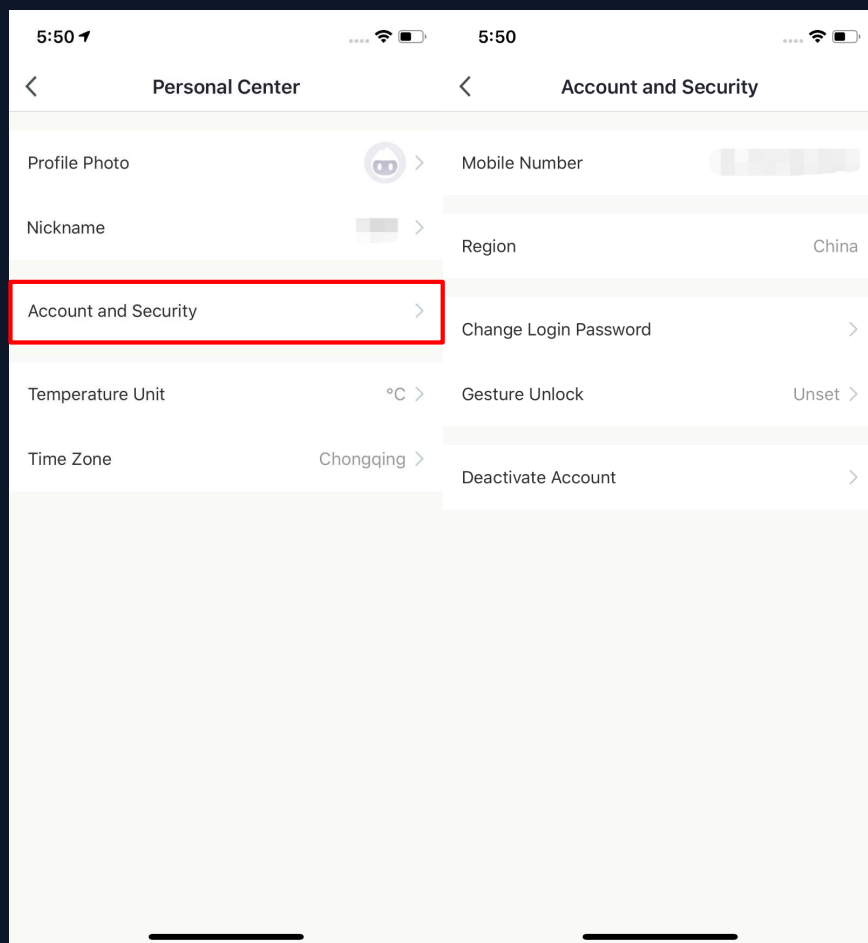 5:50
Personal Center
Profile Photo
Nickname
Account and Security
Temperature Unit °C
Time Zone Chongqing
5:50
Account and Security
Mobile Number
Region China
Change Login Password
Gesture Unlock Unset
Deactivate Account